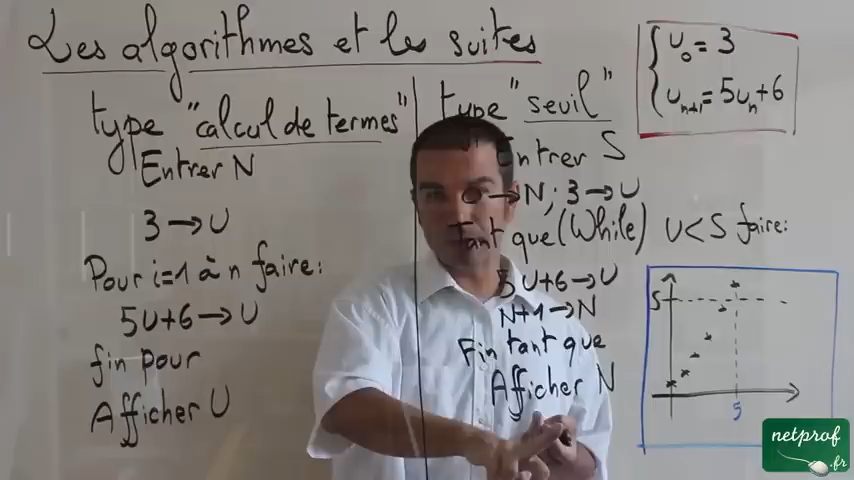 Les algorithmes et les suites
type "calcul de termes"
Entrer N
3 → U
Pour i=1 à n faire:
5U+6 → U
fin pour
Afficher U
type "seuil"
Entrer S
0 → N; 3 → U
Tant que (While) U < S faire:
5U+6 → U
N+1 → N
Fin tant que
Afficher N
u₀ = 3
uₙ₊₁ = 5uₙ + 6
S
5
netprof
.fr